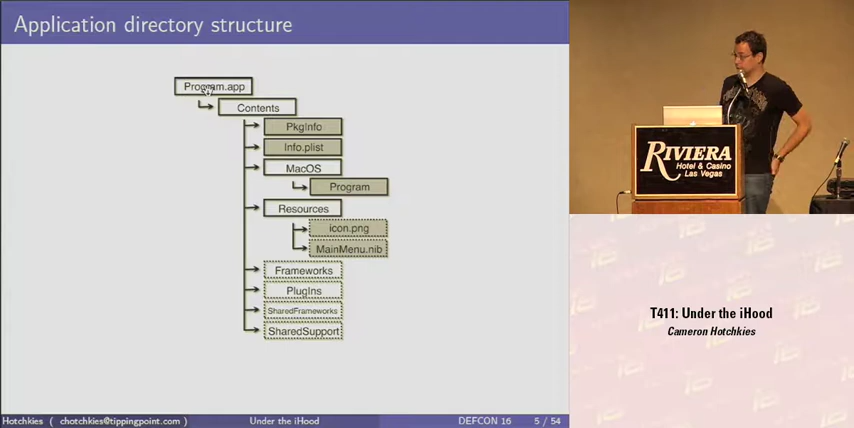 Application directory structure
Program.app
Contents
PkgInfo
Info.plist
MacOS
Program
Resources
icon.png
MainMenu.nib
Frameworks
PlugIns
SharedFrameworks
SharedSupport
Hotchkies ( chotchkies@tippingpoint.com ) Under the iHood DEFCON 16 5 / 54
RIVIERA
Hotel & Casino
Las Vegas
T411: Under the iHood
Cameron Hotchkies